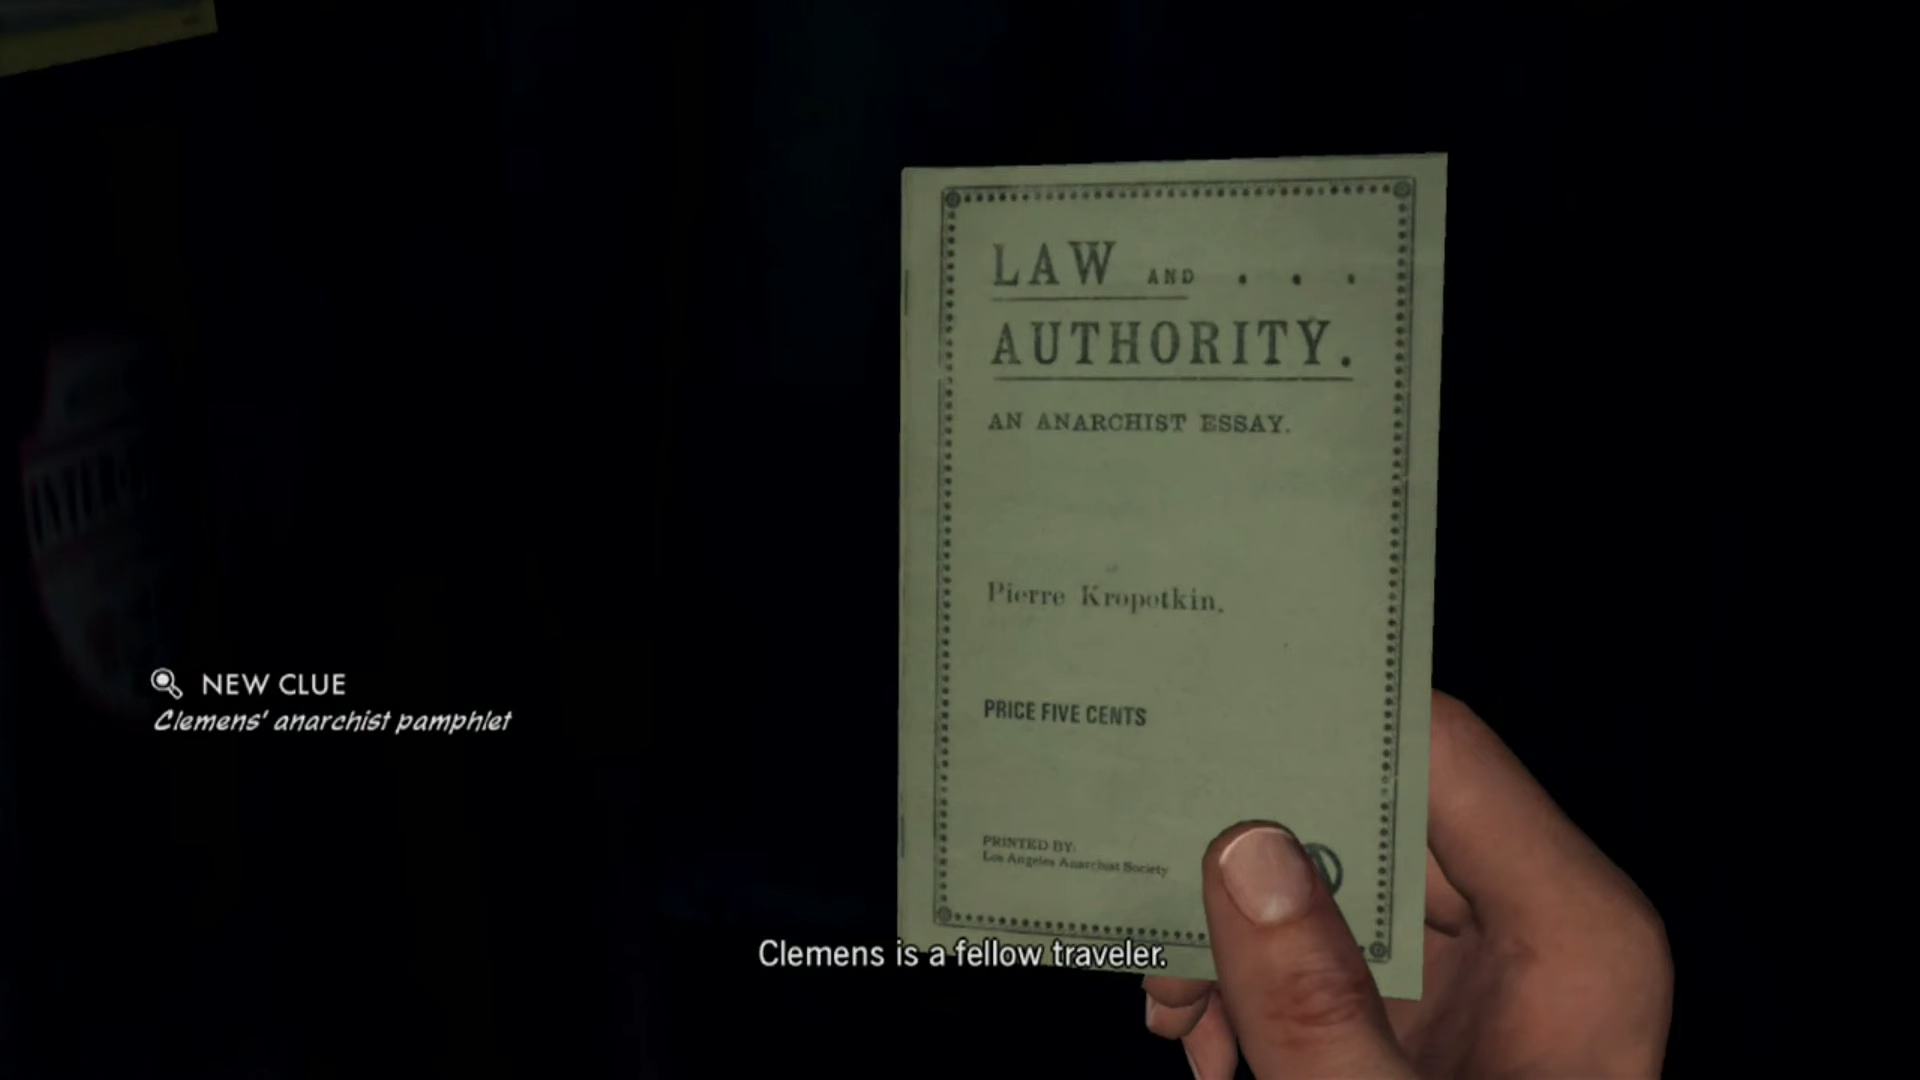 LAW AND . . .
AUTHORITY.
AN ANARCHIST ESSAY.
Pierre Kropotkin.
PRICE FIVE CENTS
PRINTED BY:
Los Angeles Anarchist Society
NEW CLUE
Clemens' anarchist pamphlet
Clemens is a fellow traveler.